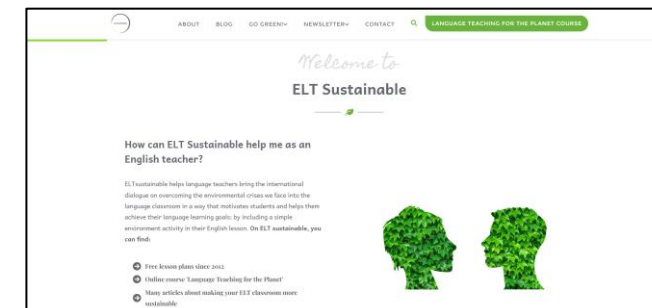 ABOUT BLOG GO GREEN! NEWSLETTER CONTACT LANGUAGE TEACHING FOR THE PLANET COURSE
Welcome to
ELT Sustainable
How can ELT Sustainable help me as an
English teacher?
ELTsustainable helps language teachers bring the international
dialogue on overcoming the environmental crises we face into the
language classroom in a way that motivates students and helps them
achieve their language learning goals; by including a simple
environment activity in their English lesson. On ELT sustainable, you
can find:
Free lesson plans since 2012
Online course 'Language Teaching for the Planet'
Many articles about making your ELT classroom more
sustainable